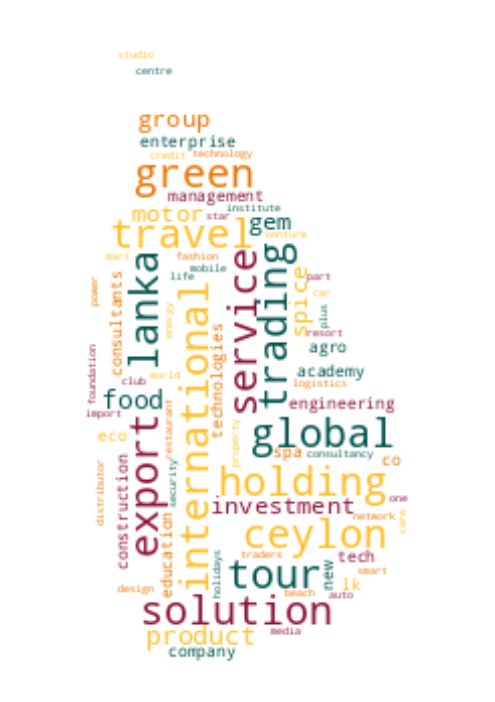 studio
centre
group
enterprise
credit technology
green
management
motor star institute
travel gem
venture
mart fashion
lanka service trading
mobile
life
power consultants international spice part
car
energy plus
technologies resort
agro
foundation world academy
club logistics
food
import restaurant engineering
export property global
eco
spa consultancy
distributor construction security co
holding
investment one
education network care
ceylon
holidays traders tech
tour new smart
design beach lk
auto
solution
product media
company